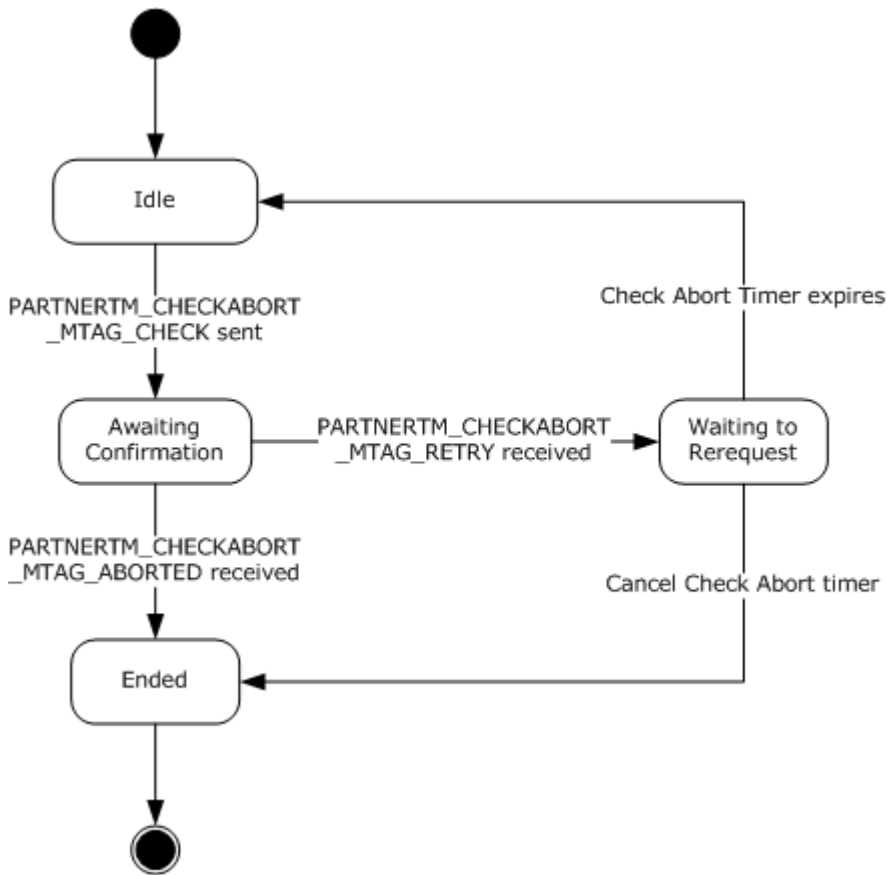 Idle
PARTNERTM_CHECKABORT
_MTAG_CHECK sent
Check Abort Timer expires
Awaiting
Confirmation
PARTNERTM_CHECKABORT
_MTAG_RETRY received
Waiting to
Rerequest
PARTNERTM_CHECKABORT
_MTAG_ABORTED received
Cancel Check Abort timer
Ended